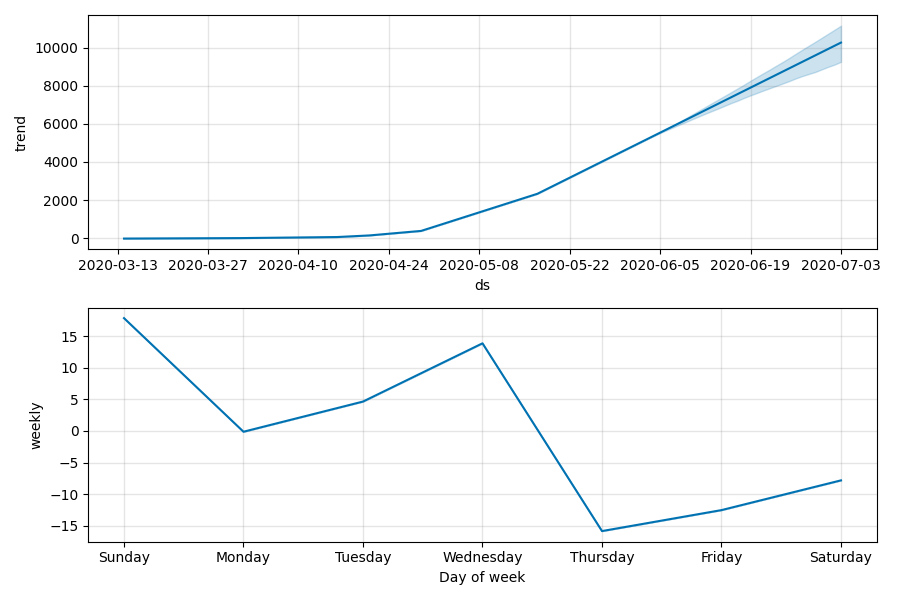 10000
8000
6000
4000
2000
0
trend
2020-03-13 2020-03-27 2020-04-10 2020-04-24 2020-05-08 2020-05-22 2020-06-05 2020-06-19 2020-07-03
ds
15
10
5
0
−5
−10
−15
weekly
Sunday Monday Tuesday Wednesday Thursday Friday Saturday
Day of week